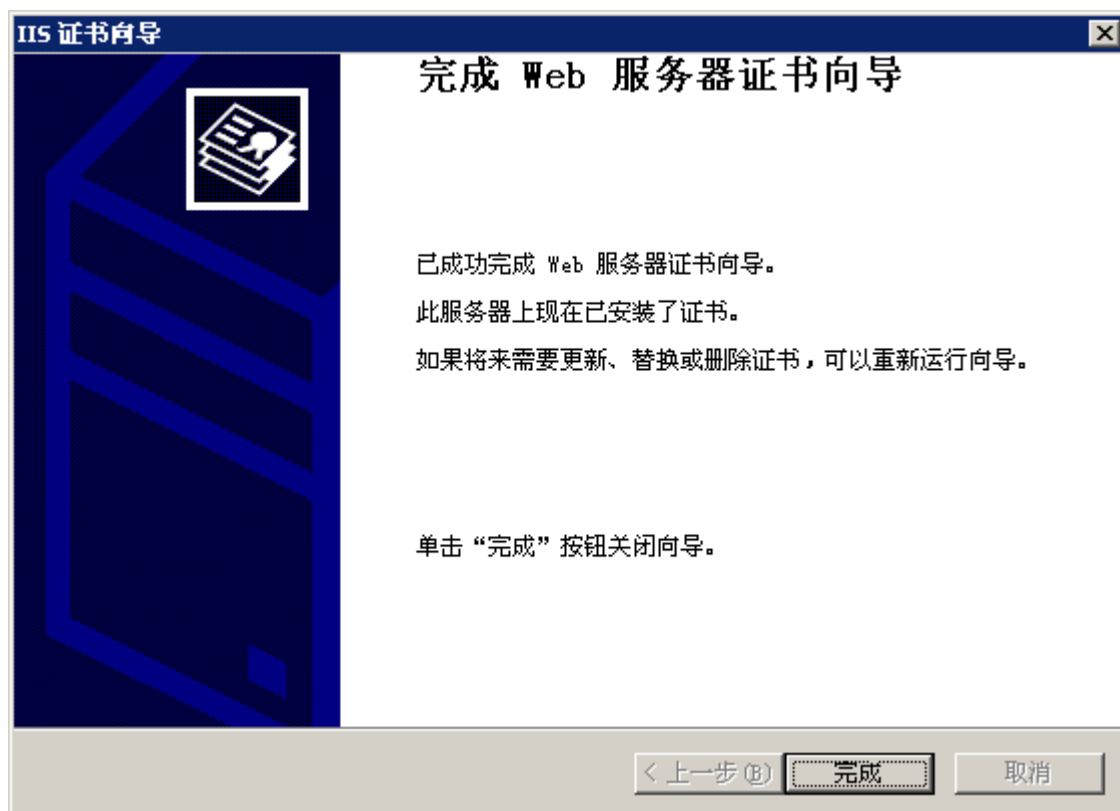 IIS 证书向导
完成 Web 服务器证书向导
已成功完成 Web 服务器证书向导。
此服务器上现在已安装了证书。
如果将来需要更新、替换或删除证书，可以重新运行向导。
单击“完成”按钮关闭向导。
< 上一步(B) 完成 取消